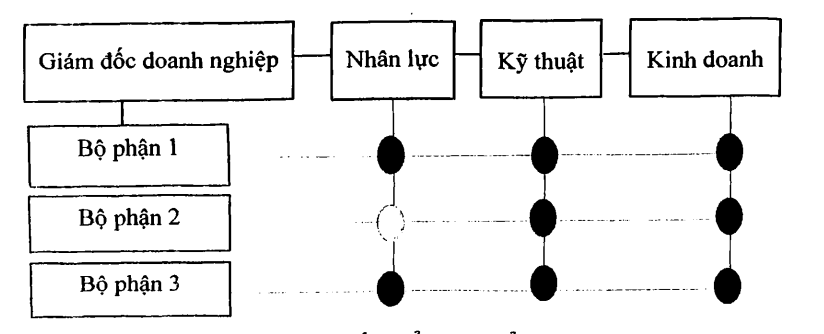 Giám đốc doanh nghiệp
Nhân lực
Kỹ thuật
Kinh doanh
Bộ phận 1
Bộ phận 2
Bộ phận 3